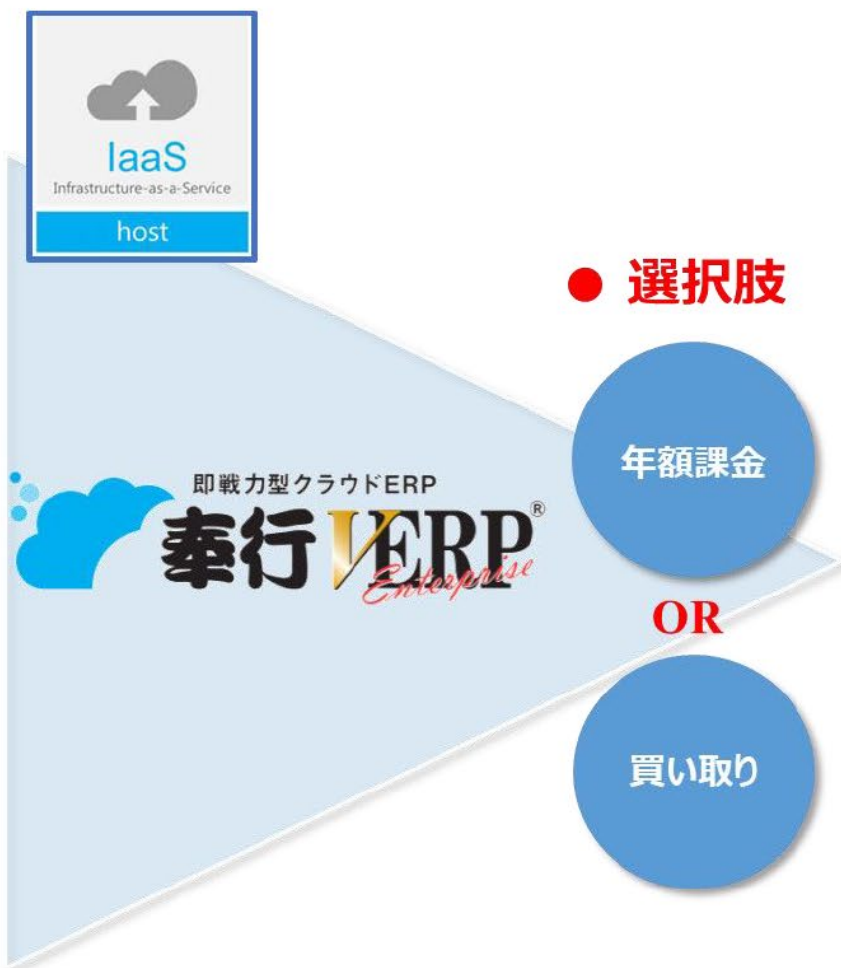 IaaS
Infrastructure-as-a-Service
host
● 選択肢
年額課金
即戦力型クラウドERP
奉行VERP®
Enterprise
OR
買い取り